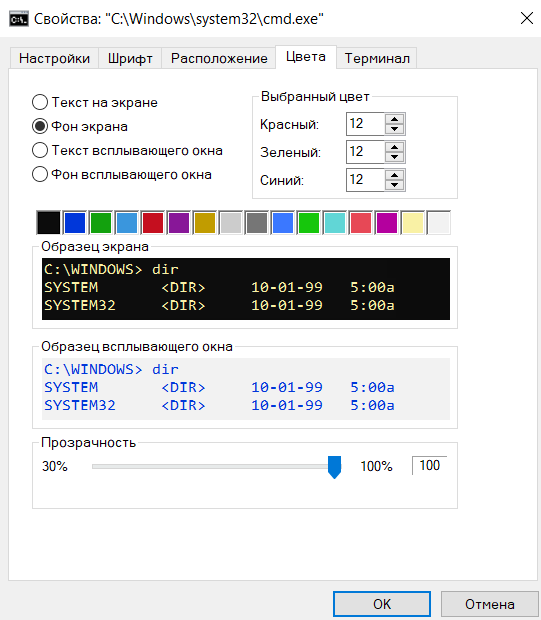 Свойства: "C:\Windows\system32\cmd.exe"
Настройки Шрифт Расположение Цвета Терминал
Текст на экране
Фон экрана
Текст всплывающего окна
Фон всплывающего окна
Выбранный цвет
Красный: 12
Зеленый: 12
Синий: 12
Образец экрана
C:\WINDOWS> dir
SYSTEM <DIR> 10-01-99 5:00a
SYSTEM32 <DIR> 10-01-99 5:00a
Образец всплывающего окна
C:\WINDOWS> dir
SYSTEM <DIR> 10-01-99 5:00a
SYSTEM32 <DIR> 10-01-99 5:00a
Прозрачность
30% 100% 100
OK Отмена